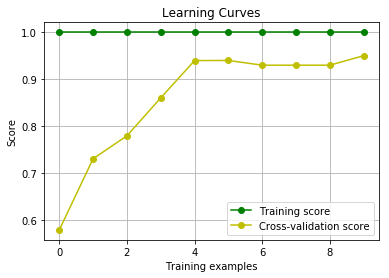 Learning Curves
1.0
0.9
0.8
0.7
0.6
Score
0 2 4 6 8
Training examples
Training score
Cross-validation score